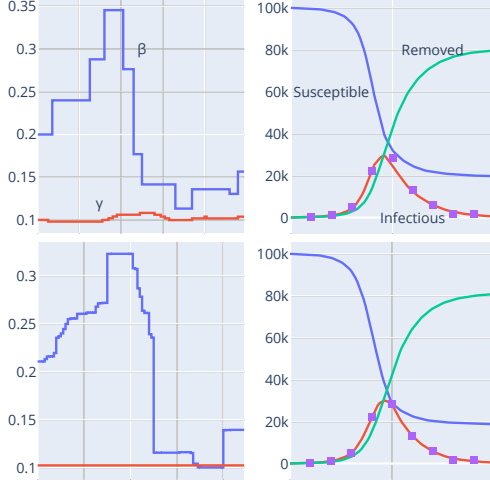 0.35
0.3
0.25
0.2
0.15
0.1
β
γ
100k
80k
60k
40k
20k
0
Removed
Susceptible
Infectious
0.3
0.25
0.2
0.15
0.1
100k
80k
60k
40k
20k
0